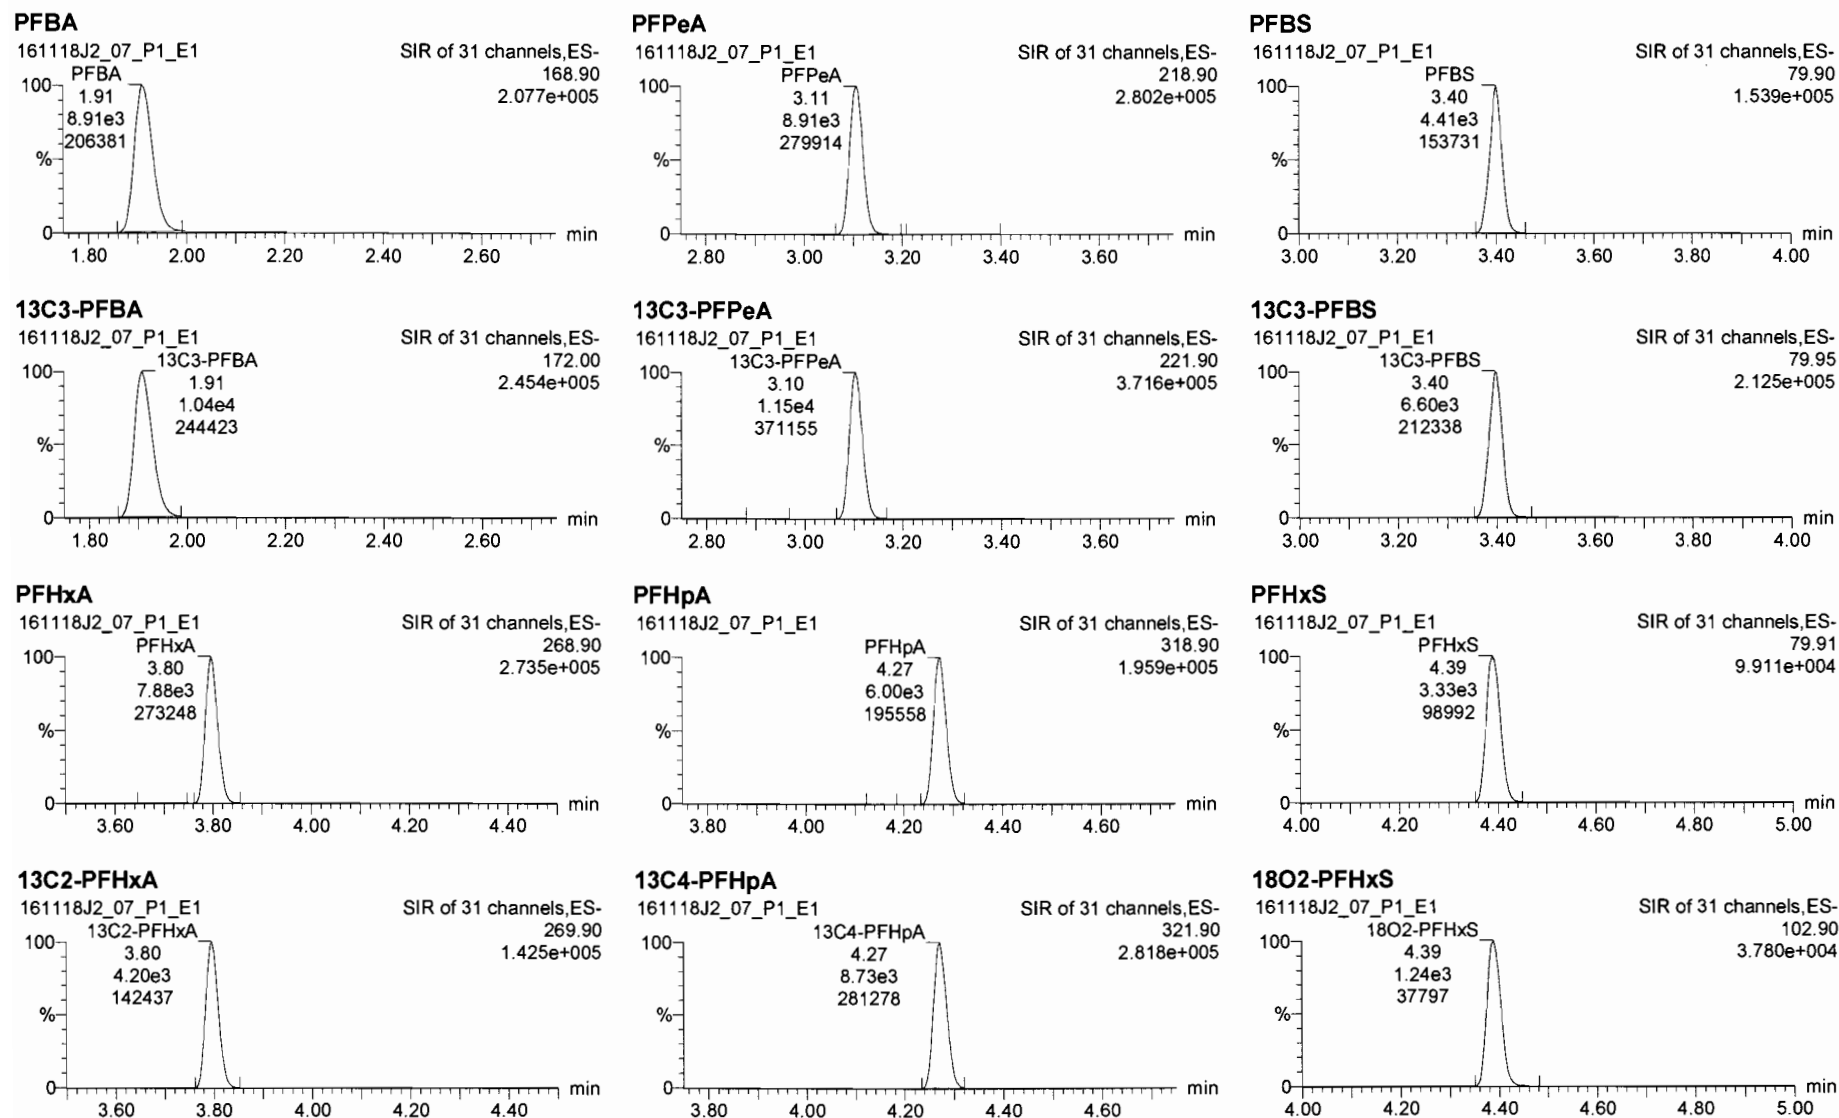 PFBA
161118J2_07_P1_E1
SIR of 31 channels,ES-
168.90
2.077e+005
PFBA
1.91
8.91e3
206381
100
%
0
min
1.80 2.00 2.20 2.40 2.60
PFPeA
161118J2_07_P1_E1
SIR of 31 channels,ES-
218.90
2.802e+005
PFPeA
3.11
8.91e3
279914
100
%
0
min
2.80 3.00 3.20 3.40 3.60
PFBS
161118J2_07_P1_E1
SIR of 31 channels,ES-
79.90
1.539e+005
PFBS
3.40
4.41e3
153731
100
%
0
min
3.00 3.20 3.40 3.60 3.80 4.00
13C3-PFBA
161118J2_07_P1_E1
SIR of 31 channels,ES-
172.00
2.454e+005
13C3-PFBA
1.91
1.04e4
244423
100
%
0
min
1.80 2.00 2.20 2.40 2.60
13C3-PFPeA
161118J2_07_P1_E1
SIR of 31 channels,ES-
221.90
3.716e+005
13C3-PFPeA
3.10
1.15e4
371155
100
%
0
min
2.80 3.00 3.20 3.40 3.60
13C3-PFBS
161118J2_07_P1_E1
SIR of 31 channels,ES-
79.95
2.125e+005
13C3-PFBS
3.40
6.60e3
212338
100
%
0
min
3.00 3.20 3.40 3.60 3.80 4.00
PFHxA
161118J2_07_P1_E1
SIR of 31 channels,ES-
268.90
2.735e+005
PFHxA
3.80
7.88e3
273248
100
%
0
min
3.60 3.80 4.00 4.20 4.40
PFHpA
161118J2_07_P1_E1
SIR of 31 channels,ES-
318.90
1.959e+005
PFHpA
4.27
6.00e3
195558
100
%
0
min
3.80 4.00 4.20 4.40 4.60
PFHxS
161118J2_07_P1_E1
SIR of 31 channels,ES-
79.91
9.911e+004
PFHxS
4.39
3.33e3
98992
100
%
0
min
4.00 4.20 4.40 4.60 4.80 5.00
13C2-PFHxA
161118J2_07_P1_E1
SIR of 31 channels,ES-
269.90
1.425e+005
13C2-PFHxA
3.80
4.20e3
142437
100
%
0
min
3.60 3.80 4.00 4.20 4.40
13C4-PFHpA
161118J2_07_P1_E1
SIR of 31 channels,ES-
321.90
2.818e+005
13C4-PFHpA
4.27
8.73e3
281278
100
%
0
min
3.80 4.00 4.20 4.40 4.60
18O2-PFHxS
161118J2_07_P1_E1
SIR of 31 channels,ES-
102.90
3.780e+004
18O2-PFHxS
4.39
1.24e3
37797
100
%
0
min
4.00 4.20 4.40 4.60 4.80 5.00